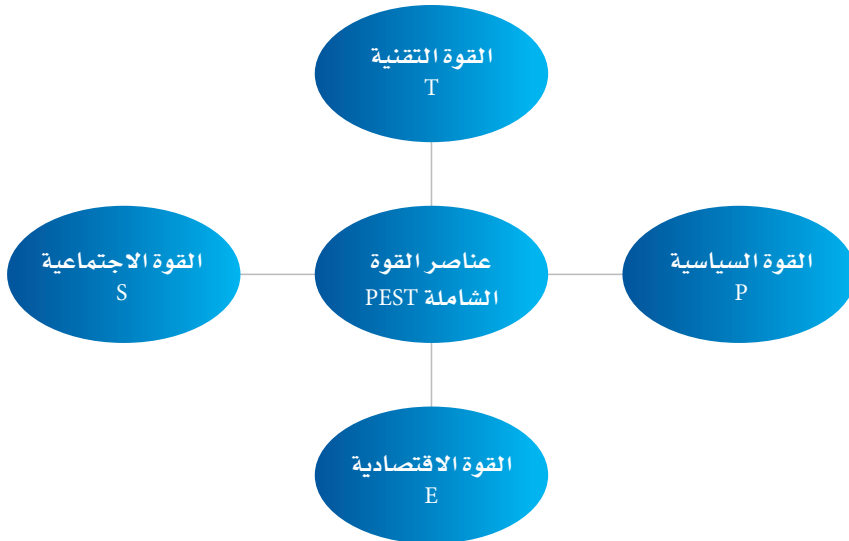 القوة التقنية
T
القوة السياسية
P
عناصر القوة
الشاملة PEST
القوة الاجتماعية
S
القوة الاقتصادية
E